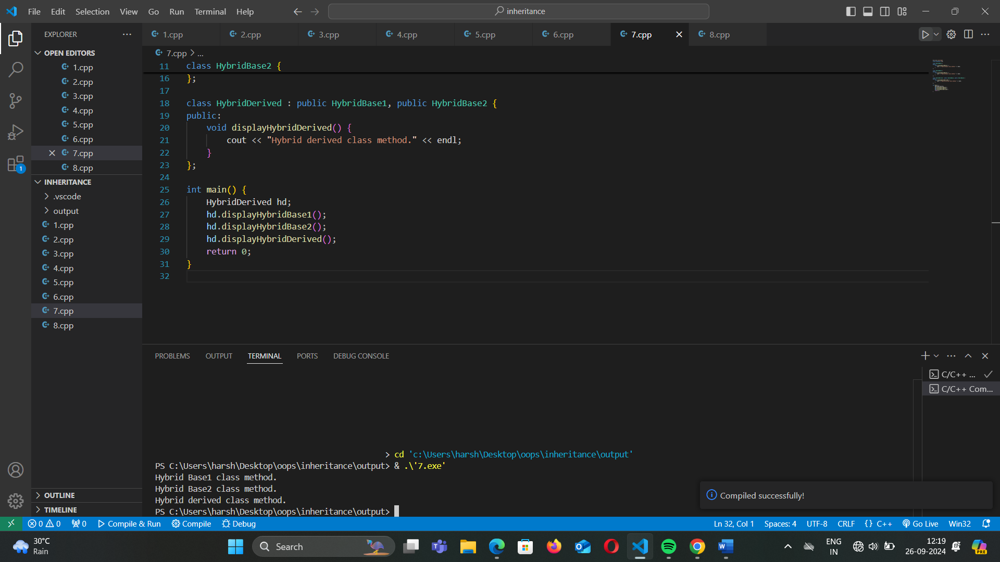 File Edit Selection View Go Run Terminal Help
inheritance
EXPLORER
OPEN EDITORS
1.cpp
2.cpp
3.cpp
4.cpp
5.cpp
6.cpp
7.cpp
8.cpp
INHERITANCE
.vscode
output
1.cpp
2.cpp
3.cpp
4.cpp
5.cpp
6.cpp
7.cpp
8.cpp
OUTLINE
TIMELINE
1
1.cpp 2.cpp 3.cpp 4.cpp 5.cpp 6.cpp 7.cpp 8.cpp
7.cpp > ...
11 class HybridBase2 {
16 };
17
18 class HybridDerived : public HybridBase1, public HybridBase2 {
19 public:
20 void displayHybridDerived() {
21 cout << "Hybrid derived class method." << endl;
22 }
23 };
24
25 int main() {
26 HybridDerived hd;
27 hd.displayHybridBase1();
28 hd.displayHybridBase2();
29 hd.displayHybridDerived();
30 return 0;
31 }
32
PROBLEMS OUTPUT TERMINAL PORTS DEBUG CONSOLE
C/C++ ...
C/C++ Com...
> cd 'c:\Users\harsh\Desktop\oops\inheritance\output'
PS C:\Users\harsh\Desktop\oops\inheritance\output> & .\'7.exe'
Hybrid Base1 class method.
Hybrid Base2 class method.
Hybrid derived class method.
PS C:\Users\harsh\Desktop\oops\inheritance\output>
Compiled successfully!
0 0 0 Compile & Run Compile Debug Ln 32, Col 1 Spaces: 4 UTF-8 CRLF {} C++ Go Live Win32
30°C
Rain
Search
ENG
IN
12:19
26-09-2024
PRE